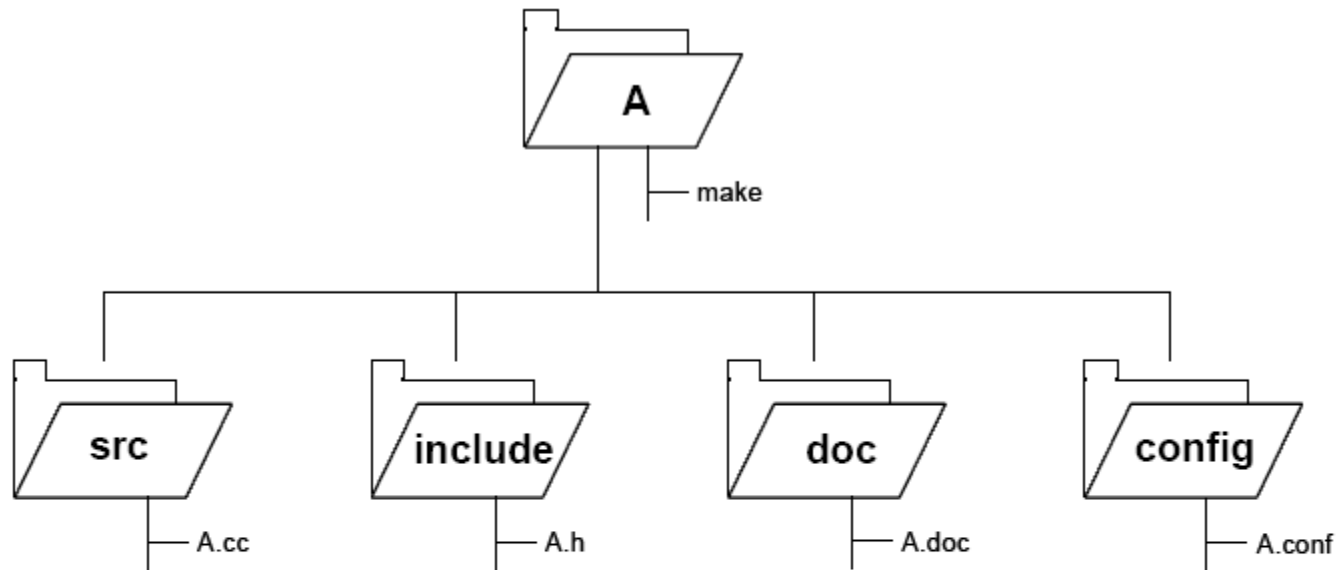 A
make
src
include
doc
config
A.cc
A.h
A.doc
A.conf